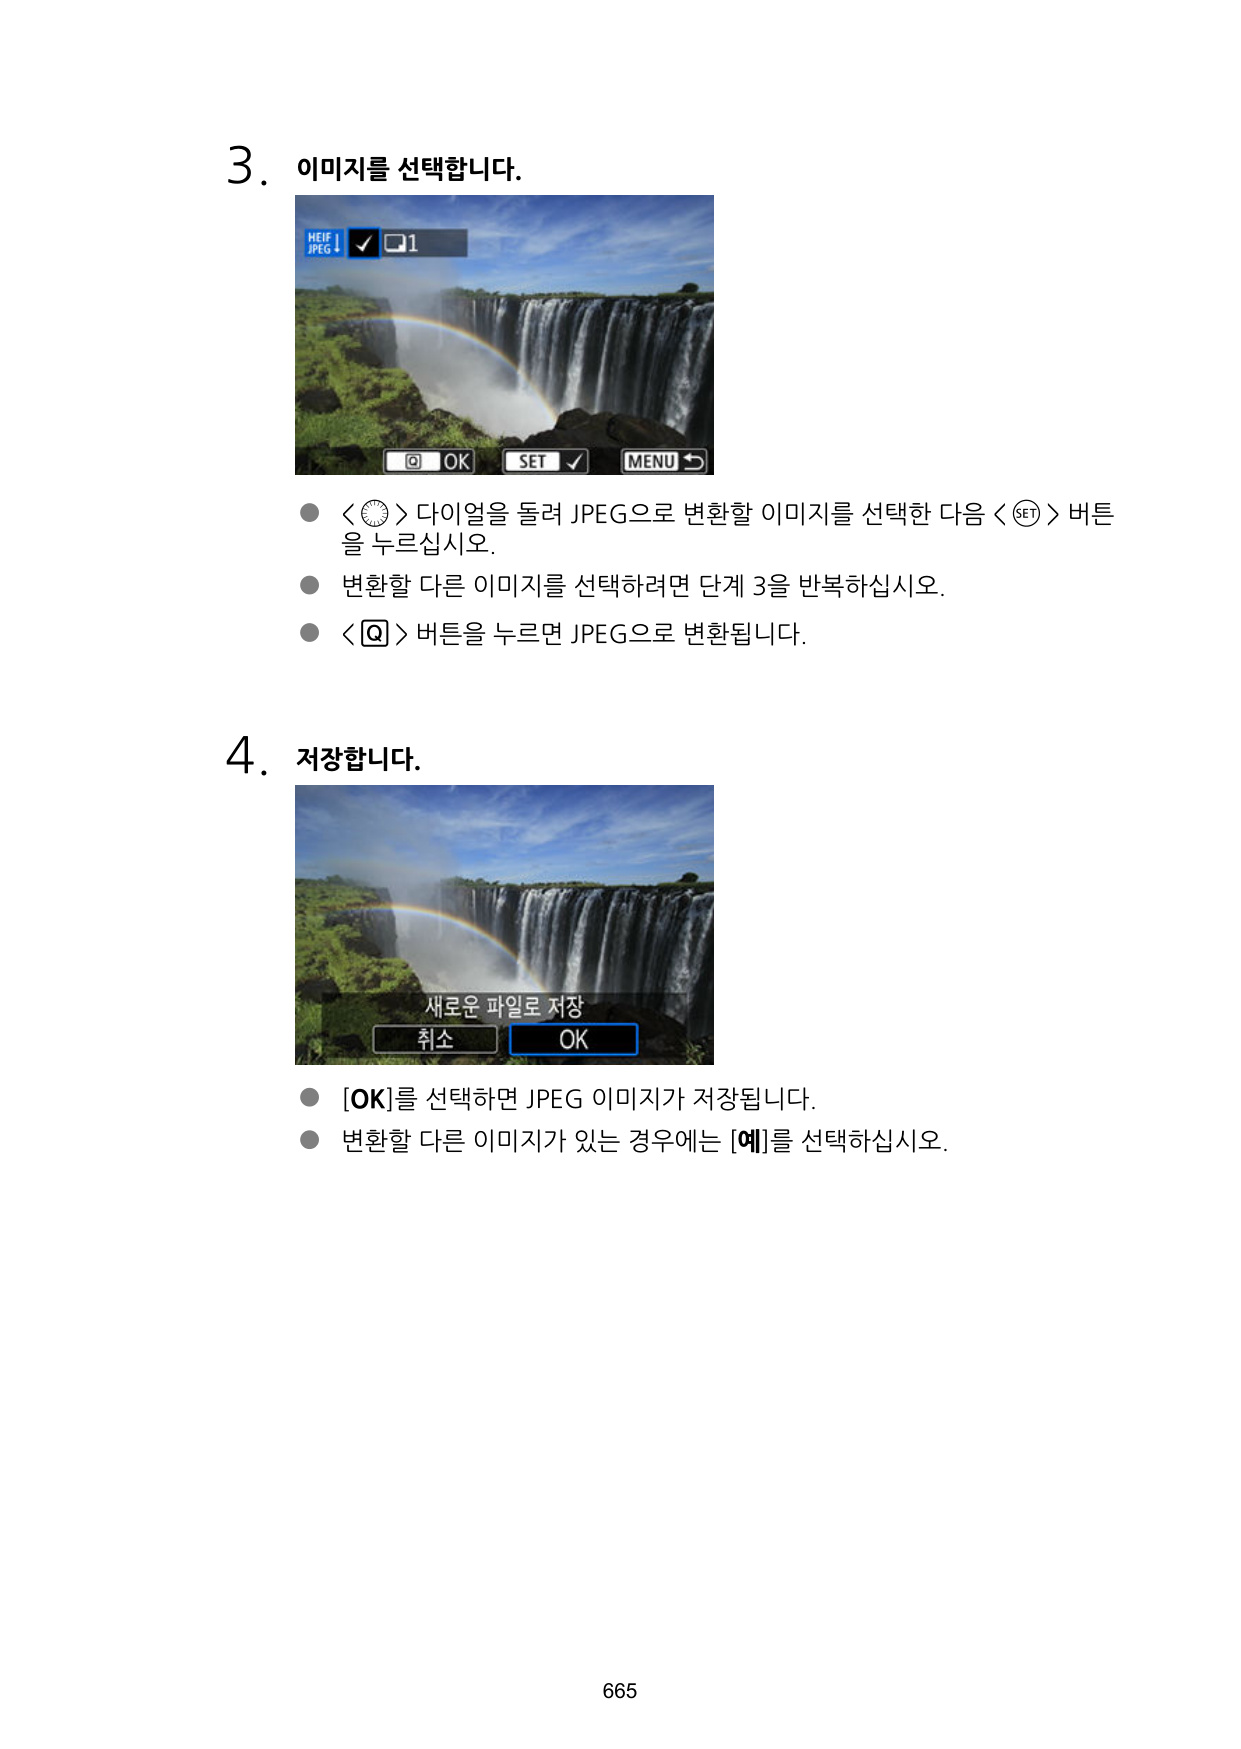 3. 이미지를 선택합니다.
HEIF
JPEG
1
Q OK SET MENU
● < > 다이얼을 돌려 JPEG으로 변환할 이미지를 선택한 다음 < SET > 버튼
을 누르십시오.
● 변환할 다른 이미지를 선택하려면 단계 3을 반복하십시오.
● < Q > 버튼을 누르면 JPEG으로 변환됩니다.
4. 저장합니다.
새로운 파일로 저장
취소 OK
● [OK]를 선택하면 JPEG 이미지가 저장됩니다.
● 변환할 다른 이미지가 있는 경우에는 [예]를 선택하십시오.
665